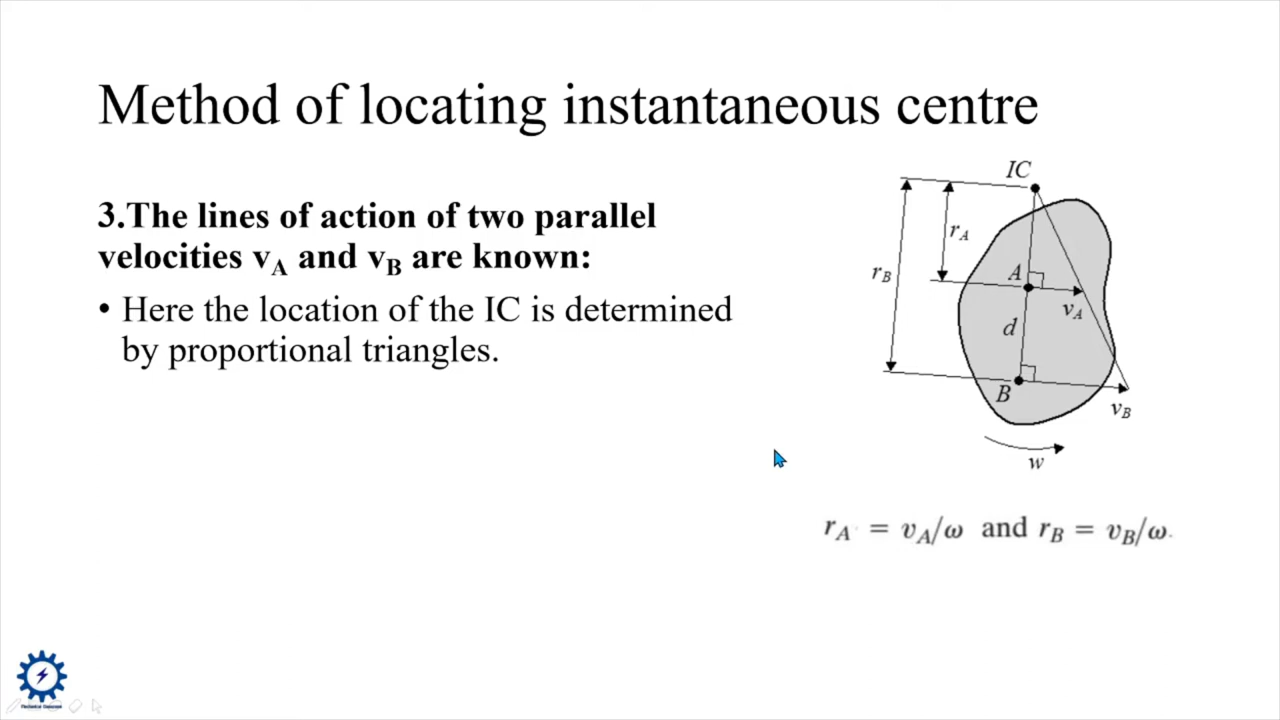 Method of locating instantaneous centre
3.The lines of action of two parallel
velocities vA and vB are known:
• Here the location of the IC is determined
by proportional triangles.
IC
rA
rB
A
vA
d
B
vB
w
rA = vA/ω and rB = vB/ω.